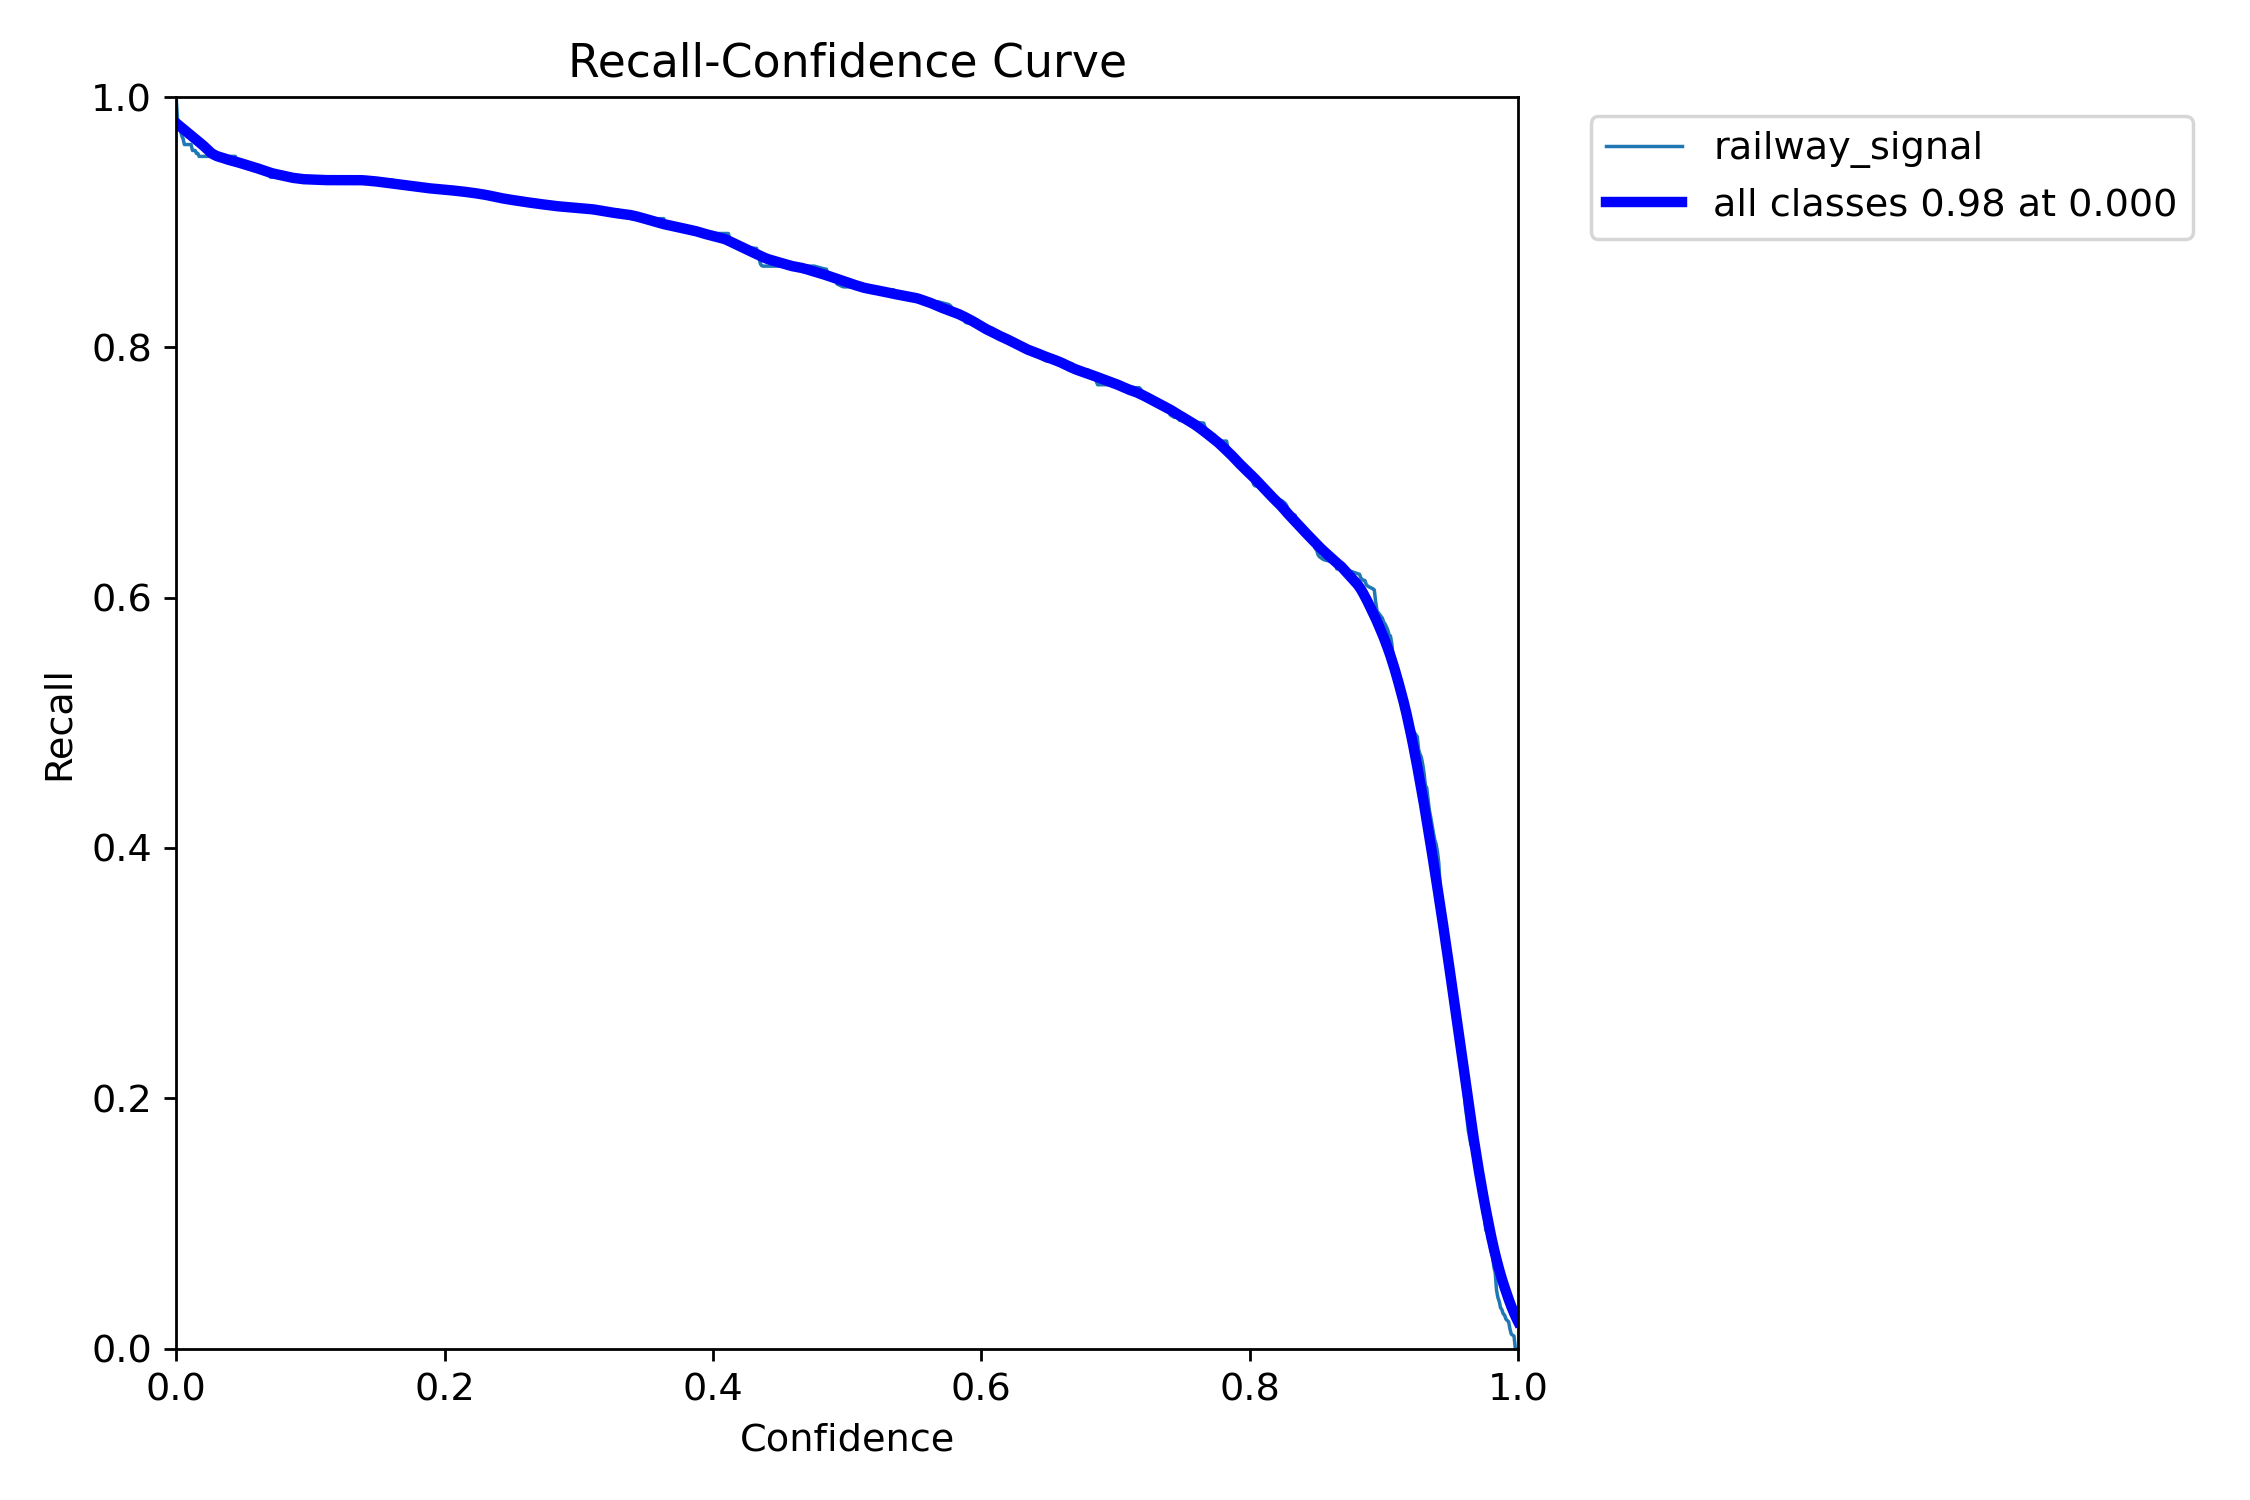 Recall-Confidence Curve
railway_signal
all classes 0.98 at 0.000
Recall
1.0
0.8
0.6
0.4
0.2
0.0
0.0 0.2 0.4 0.6 0.8 1.0
Confidence